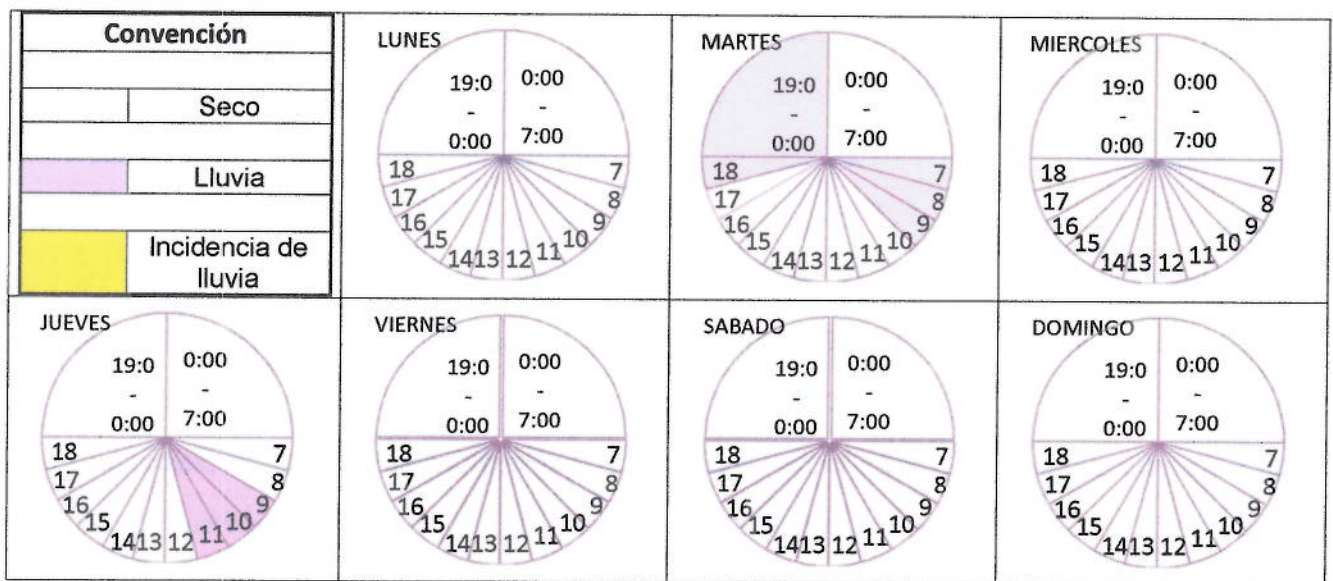 Convención
Seco
Lluvia
Incidencia de
lluvia
LUNES
19:0 0:00
- -
0:00 7:00
18 7
17 8
16 9
15 10
14 13 12 11
MARTES
19:0 0:00
- -
0:00 7:00
18 7
17 8
16 9
15 10
14 13 12 11
MIERCOLES
19:0 0:00
- -
0:00 7:00
18 7
17 8
16 9
15 10
14 13 12 11
JUEVES
19:0 0:00
- -
0:00 7:00
18 7
17 8
16 9
15 10
14 13 12 11
VIERNES
19:0 0:00
- -
0:00 7:00
18 7
17 8
16 9
15 10
14 13 12 11
SABADO
19:0 0:00
- -
0:00 7:00
18 7
17 8
16 9
15 10
14 13 12 11
DOMINGO
19:0 0:00
- -
0:00 7:00
18 7
17 8
16 9
15 10
14 13 12 11